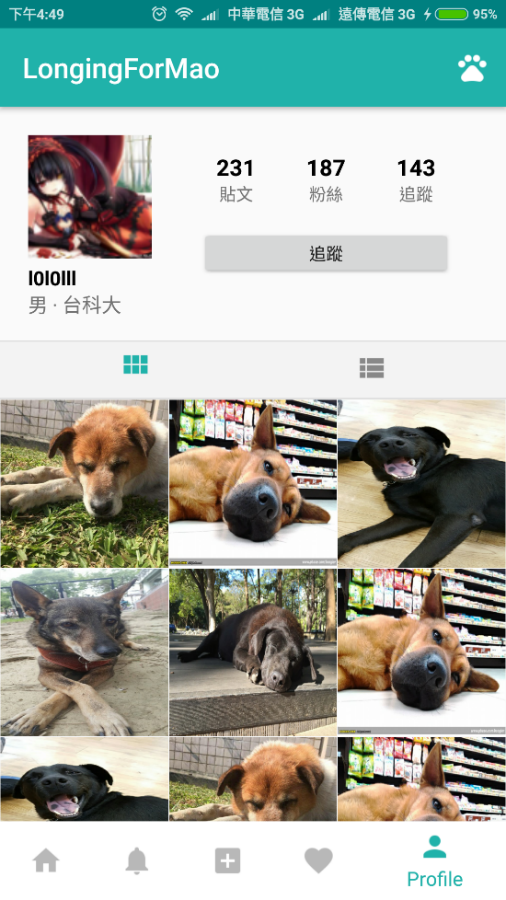 下午4:49 中華電信 3G 遠傳電信 3G 95%
LongingForMao
231 187 143
貼文 粉絲 追蹤
追蹤
lOlOlll
男 · 台科大
Profile